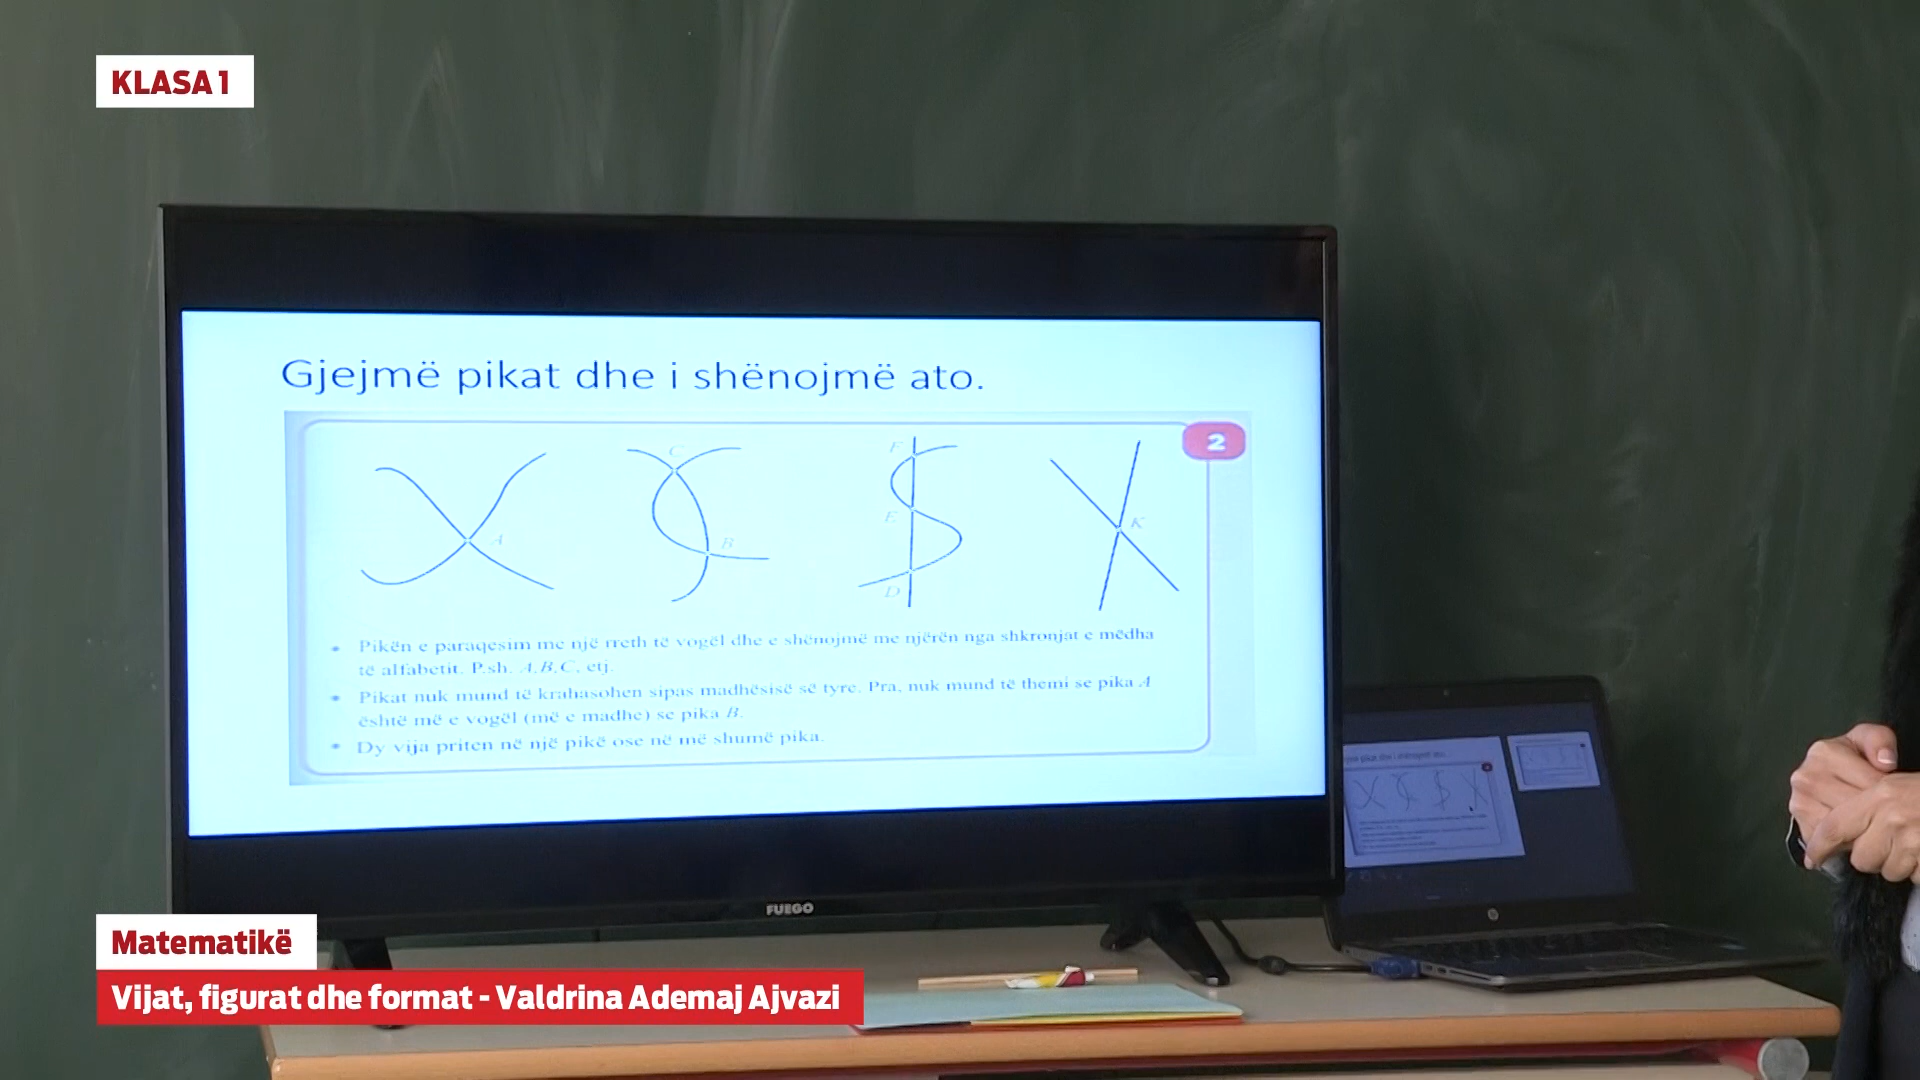 KLASA 1
Gjejmë pikat dhe i shënojmë ato.
2
C
F
A
B
E
K
D
• Pikën e paraqesim me një rreth të vogël dhe e shënojmë me njërën nga shkronjat e mëdha
të alfabetit. P.sh. A,B,C, etj.
• Pikat nuk mund të krahasohen sipas madhësisë së tyre. Pra, nuk mund të themi se pika A
është më e vogël (më e madhe) se pika B.
• Dy vija priten në një pikë ose në më shumë pika.
FUEGO
hp
Matematikë
Vijat, figurat dhe format - Valdrina Ademaj Ajvazi